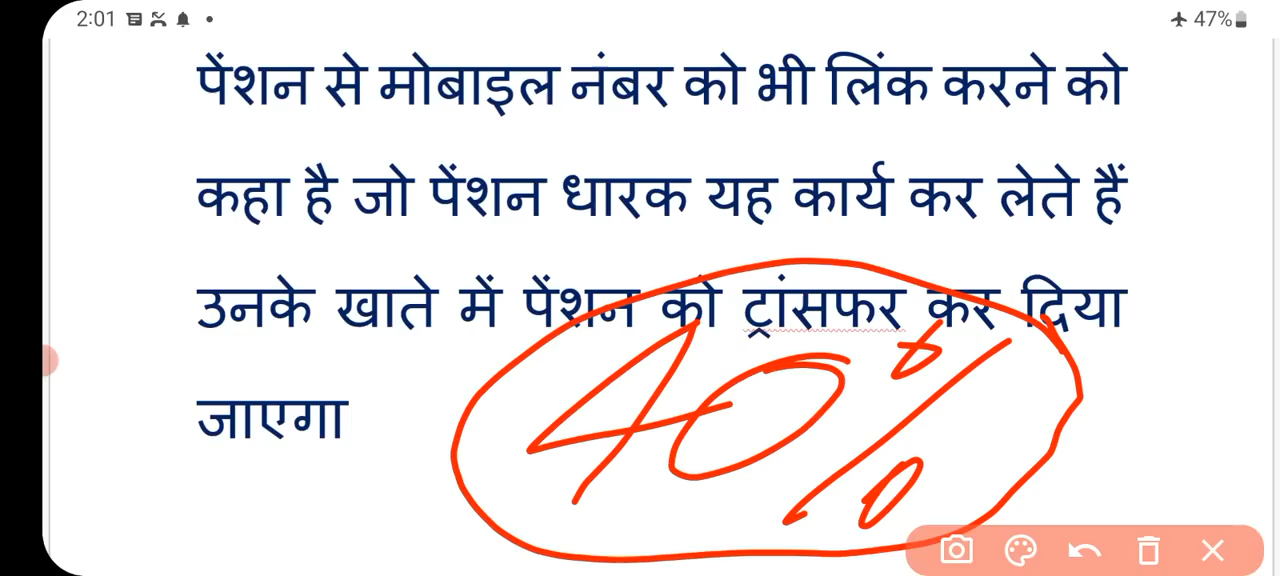 2:01
47%
पेंशन से मोबाइल नंबर को भी लिंक करने को
कहा है जो पेंशन धारक यह कार्य कर लेते हैं
उनके खाते में पेंशन को ट्रांसफर कर दिया
जाएगा
40%